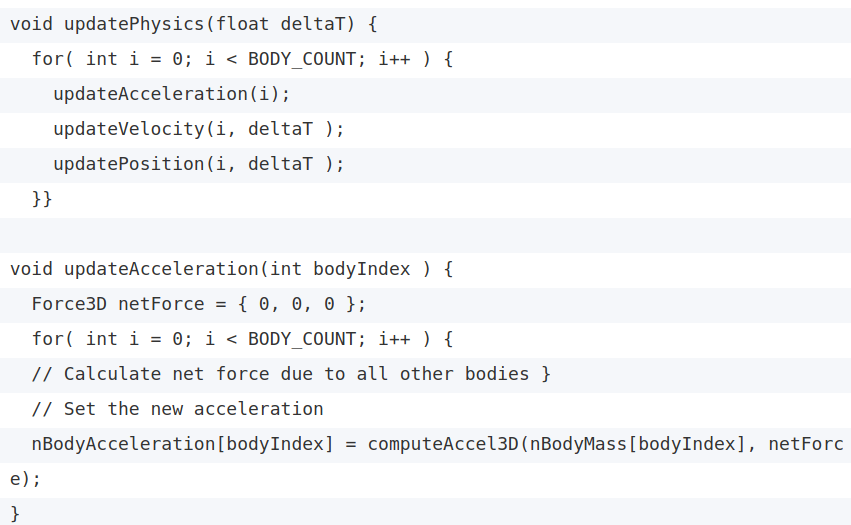 void updatePhysics(float deltaT) {
  for( int i = 0; i < BODY_COUNT; i++ ) {
    updateAcceleration(i);
    updateVelocity(i, deltaT );
    updatePosition(i, deltaT );
  }}

void updateAcceleration(int bodyIndex ) {
  Force3D netForce = { 0, 0, 0 };
  for( int i = 0; i < BODY_COUNT; i++ ) {
  // Calculate net force due to all other bodies }
  // Set the new acceleration
  nBodyAcceleration[bodyIndex] = computeAccel3D(nBodyMass[bodyIndex], netForc
e);
}